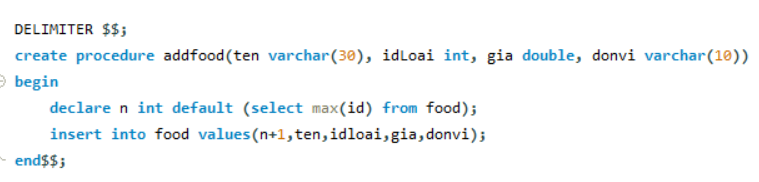 DELIMITER $$;
create procedure addfood(ten varchar(30), idLoai int, gia double, donvi varchar(10))
begin
    declare n int default (select max(id) from food);
    insert into food values(n+1,ten,idloai,gia,donvi);
end$$;